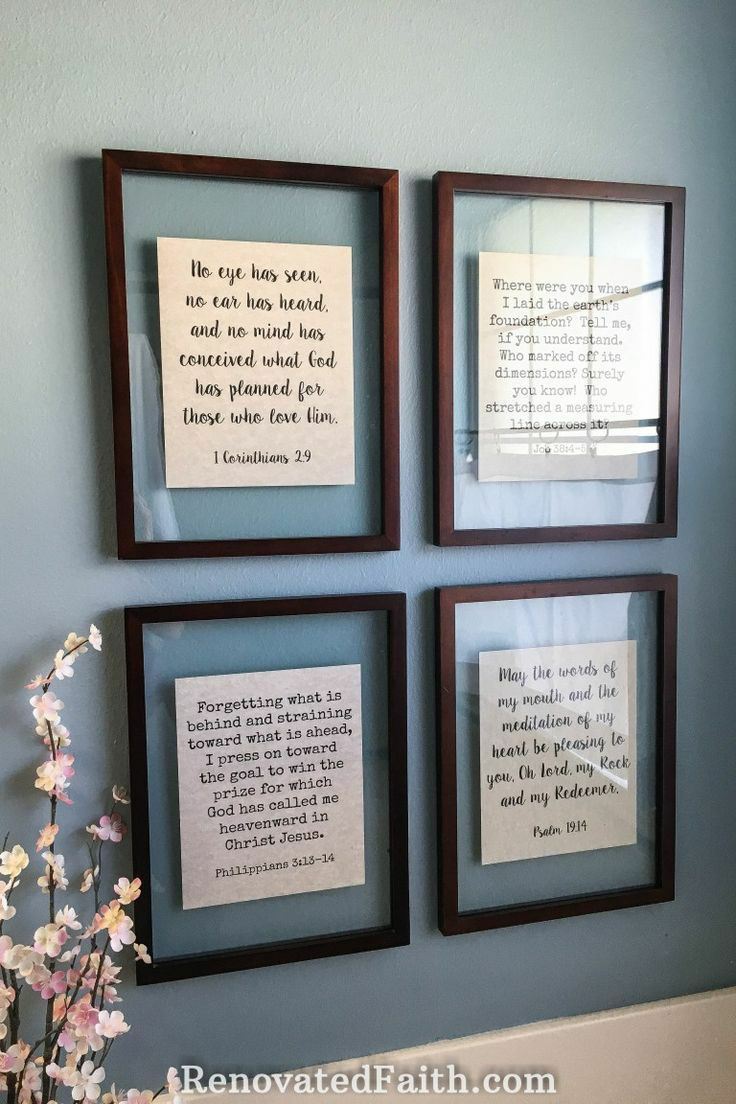 No eye has seen,
no ear has heard,
and no mind has
conceived what God
has planned for
those who love Him.
1 Corinthians 2:9
Where were you when
I laid the earth's
foundation? Tell me,
if you understand.
Who marked off its
dimensions? Surely
you know! Who
stretched a measuring
line across it?
Job 38:4-5
Forgetting what is
behind and straining
toward what is ahead,
I press on toward
the goal to win the
prize for which
God has called me
heavenward in
Christ Jesus.
Philippians 3:13-14
May the words of
my mouth and the
meditation of my
heart be pleasing to
you, Oh Lord, my Rock
and my Redeemer.
Psalm 19:14
RenovatedFaith.com